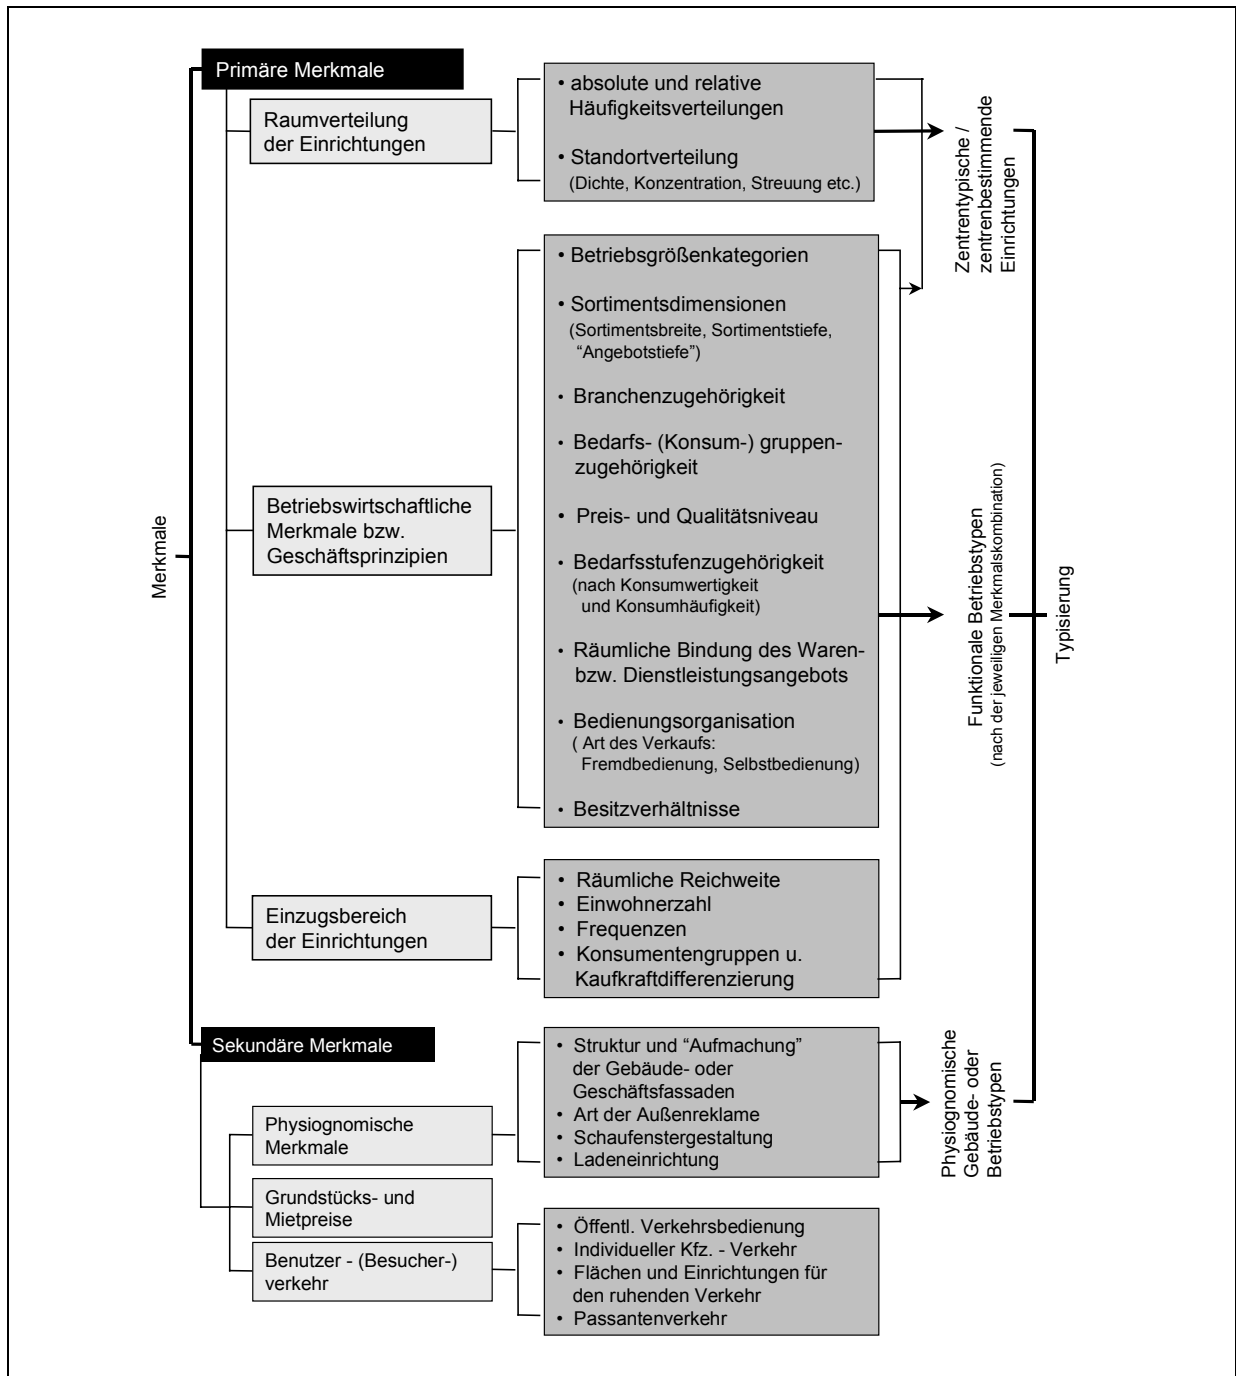 Merkmale
Primäre Merkmale
Raumverteilung
der Einrichtungen
• absolute und relative
Häufigkeitsverteilungen
• Standortverteilung
(Dichte, Konzentration, Streuung etc.)
Betriebswirtschaftliche
Merkmale bzw.
Geschäftsprinzipien
• Betriebsgrößenkategorien
• Sortimentsdimensionen
(Sortimentsbreite, Sortimentstiefe,
“Angebotstiefe”)
• Branchenzugehörigkeit
• Bedarfs- (Konsum-) gruppen-
zugehörigkeit
• Preis- und Qualitätsniveau
• Bedarfsstufenzugehörigkeit
(nach Konsumwertigkeit
und Konsumhäufigkeit)
• Räumliche Bindung des Waren-
bzw. Dienstleistungsangebots
• Bedienungsorganisation
( Art des Verkaufs:
Fremdbedienung, Selbstbedienung)
• Besitzverhältnisse
Einzugsbereich
der Einrichtungen
• Räumliche Reichweite
• Einwohnerzahl
• Frequenzen
• Konsumentengruppen u.
Kaufkraftdifferenzierung
Sekundäre Merkmale
Physiognomische
Merkmale
• Struktur und “Aufmachung”
der Gebäude- oder
Geschäftsfassaden
• Art der Außenreklame
• Schaufenstergestaltung
• Ladeneinrichtung
Grundstücks- und
Mietpreise
Benutzer - (Besucher-)
verkehr
• Öffentl. Verkehrsbedienung
• Individueller Kfz. - Verkehr
• Flächen und Einrichtungen für
den ruhenden Verkehr
• Passantenverkehr
Zentrentypische /
zentrenbestimmende
Einrichtungen
Funktionale Betriebstypen
(nach der jeweiligen Merkmalskombination)
Physiognomische
Gebäude- oder
Betriebstypen
Typisierung